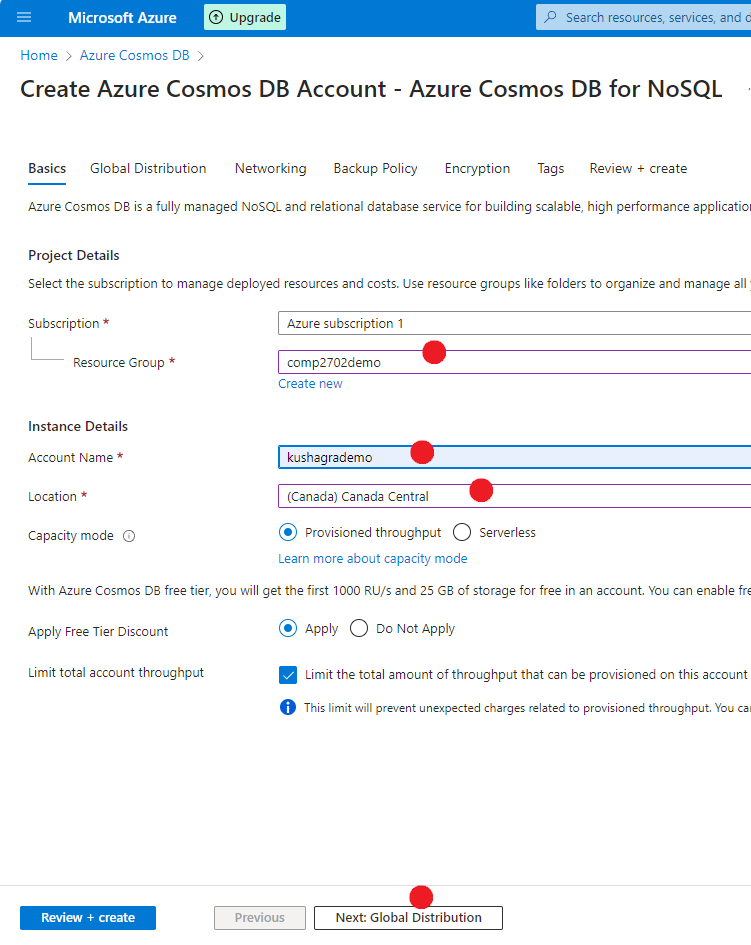 Microsoft Azure Upgrade Search resources, services, and d
Home > Azure Cosmos DB >
Create Azure Cosmos DB Account - Azure Cosmos DB for NoSQL
Basics Global Distribution Networking Backup Policy Encryption Tags Review + create
Azure Cosmos DB is a fully managed NoSQL and relational database service for building scalable, high performance application
Project Details
Select the subscription to manage deployed resources and costs. Use resource groups like folders to organize and manage all
Subscription * Azure subscription 1
Resource Group * comp2702demo
Create new
Instance Details
Account Name * kushagrademo
Location * (Canada) Canada Central
Capacity mode Provisioned throughput Serverless
Learn more about capacity mode
With Azure Cosmos DB free tier, you will get the first 1000 RU/s and 25 GB of storage for free in an account. You can enable fre
Apply Free Tier Discount Apply Do Not Apply
Limit total account throughput Limit the total amount of throughput that can be provisioned on this account
This limit will prevent unexpected charges related to provisioned throughput. You ca
Review + create Previous Next: Global Distribution